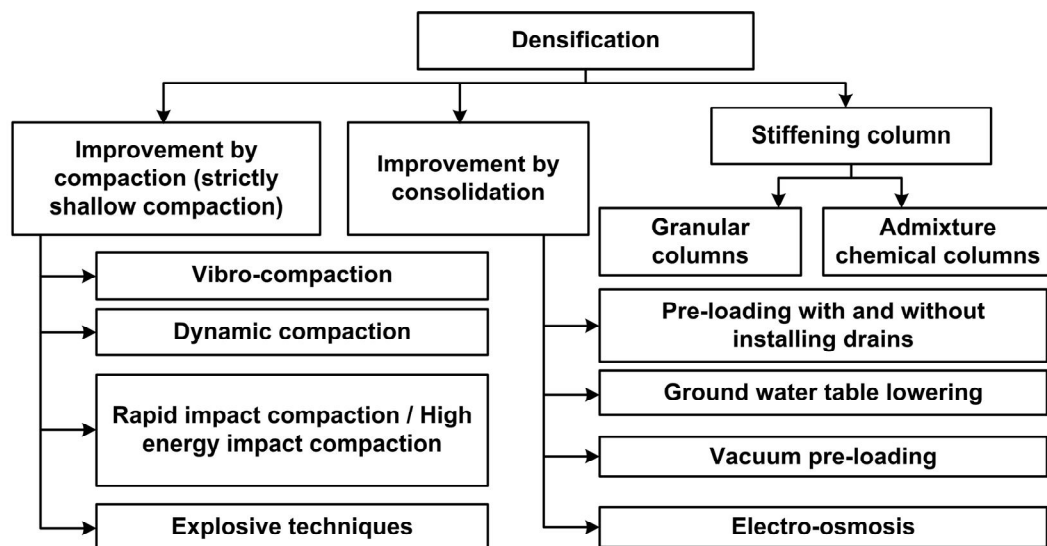 Densification
Improvement by
compaction (strictly
shallow compaction)
Improvement by
consolidation
Stiffening column
Granular
columns
Admixture
chemical columns
Vibro-compaction
Dynamic compaction
Rapid impact compaction / High
energy impact compaction
Explosive techniques
Pre-loading with and without
installing drains
Ground water table lowering
Vacuum pre-loading
Electro-osmosis